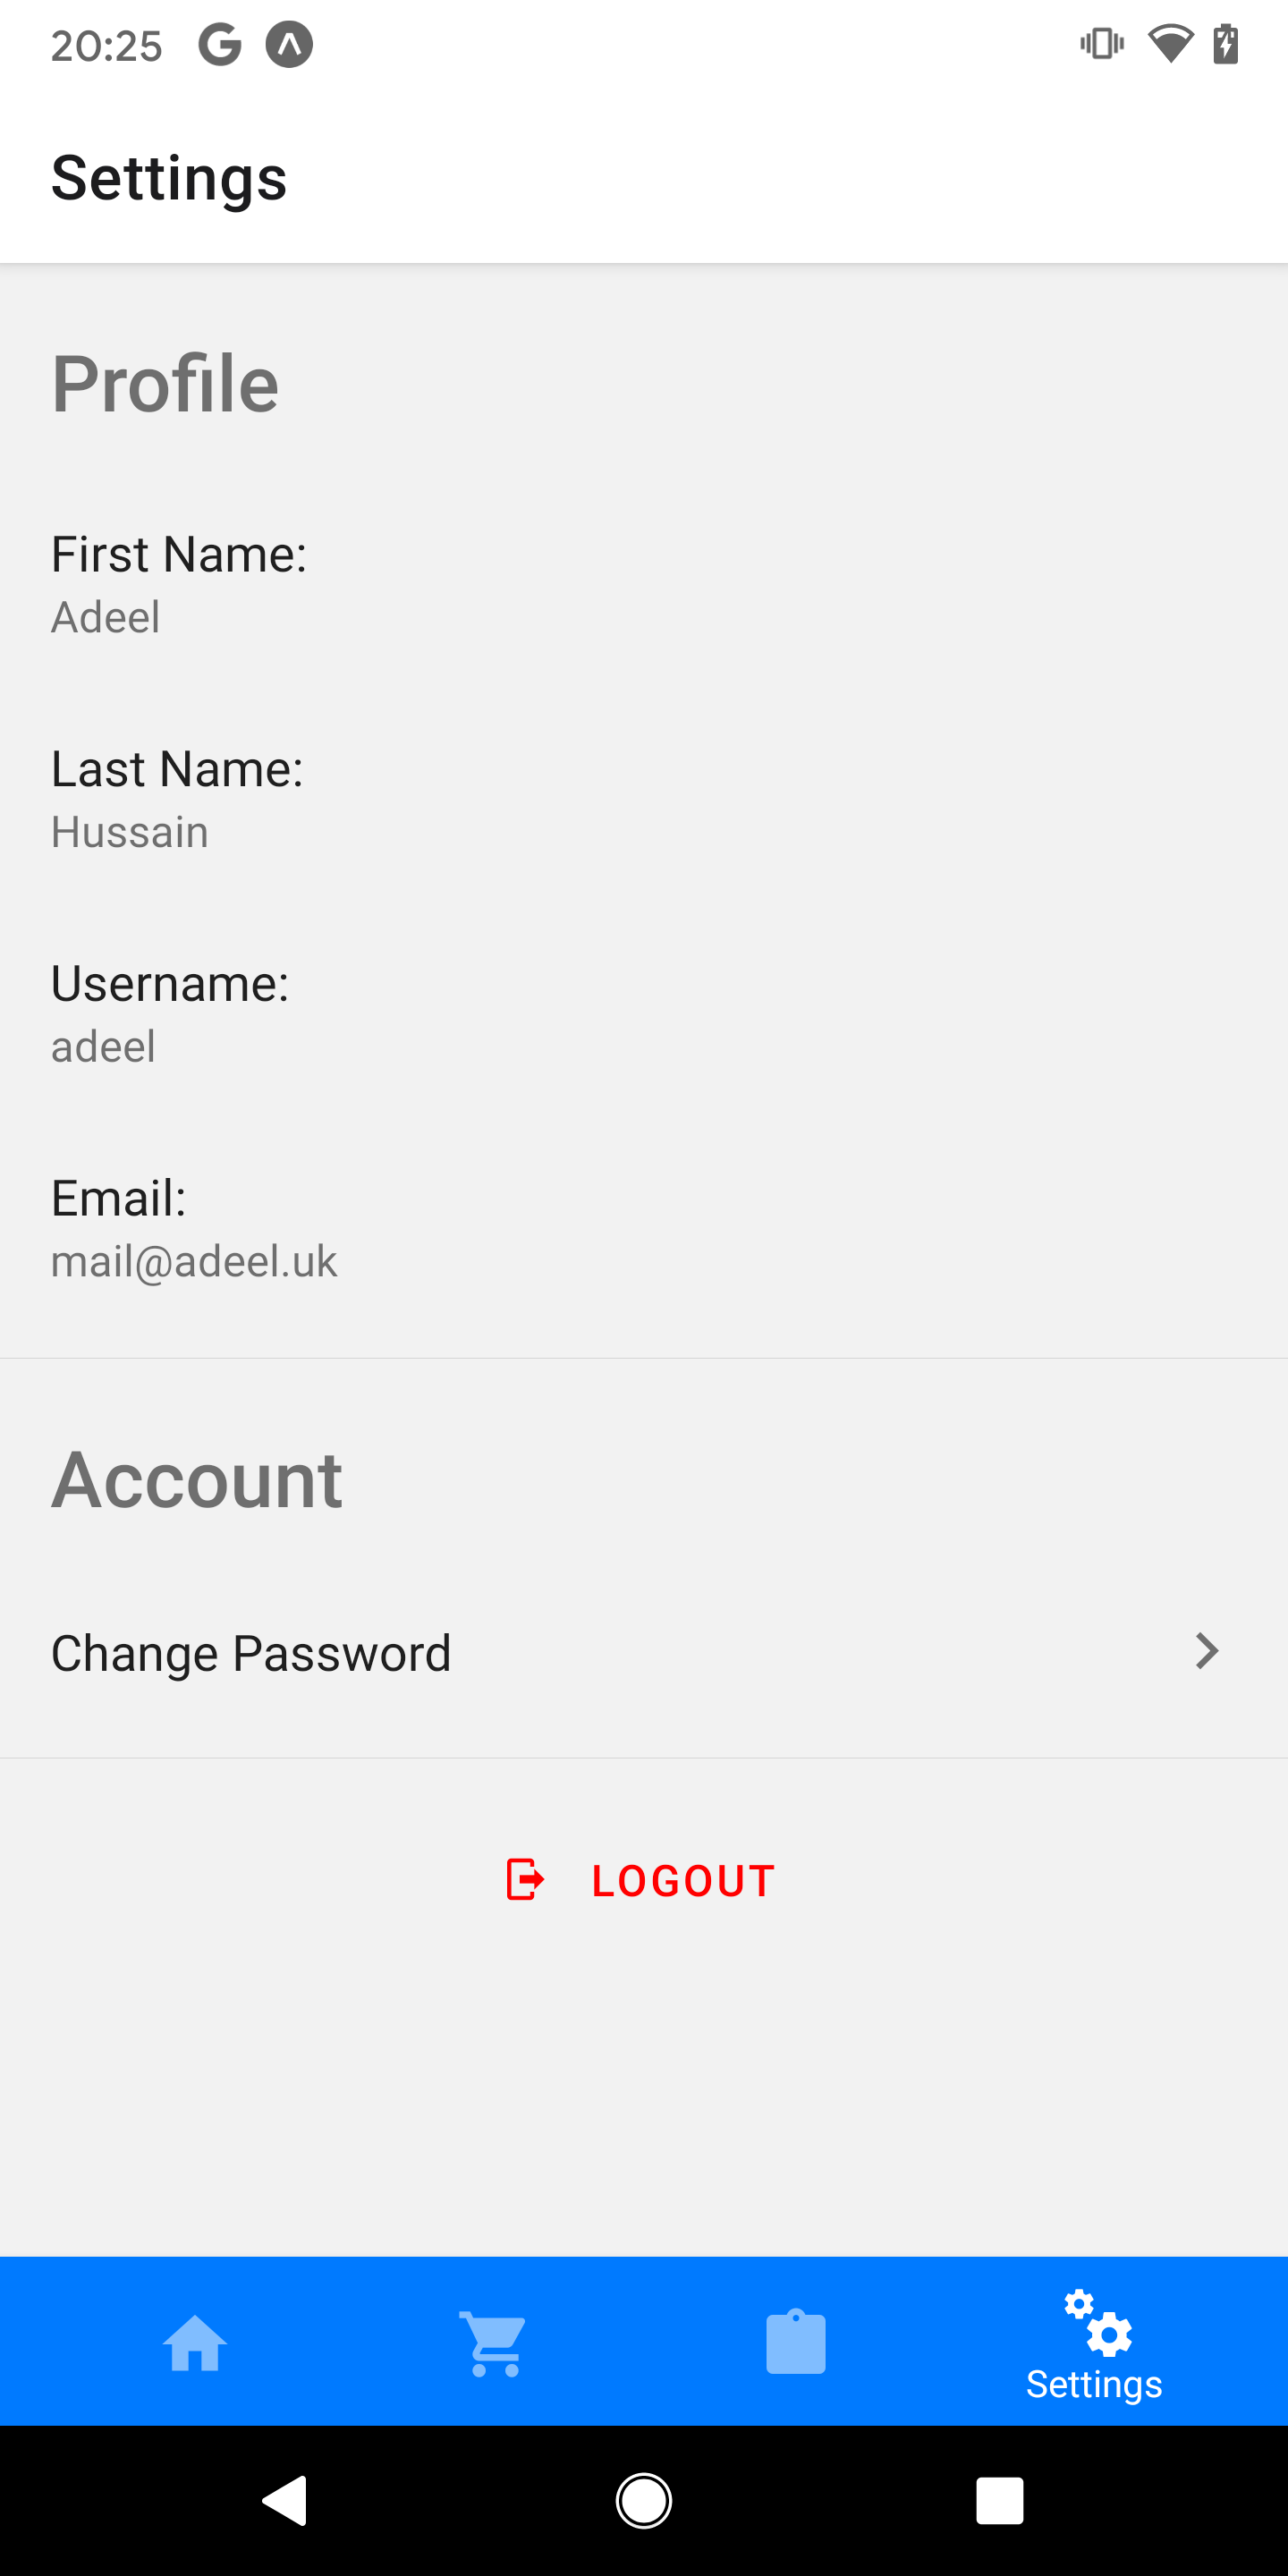 20:25
Settings
Profile
First Name:
Adeel
Last Name:
Hussain
Username:
adeel
Email:
mail@adeel.uk
Account
Change Password
LOGOUT
Settings